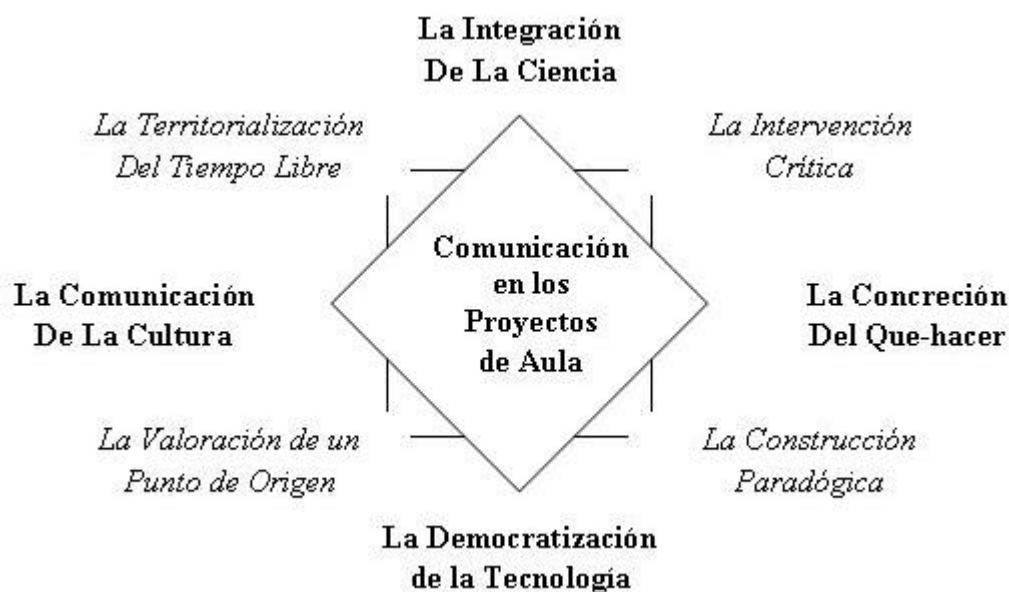 La Integración
De La Ciencia
La Territorialización
Del Tiempo Libre
La Intervención
Crítica
Comunicación
en los
Proyectos
de Aula
La Comunicación
De La Cultura
La Concreción
Del Que-hacer
La Valoración de un
Punto de Origen
La Construcción
Paradógica
La Democratización
de la Tecnología